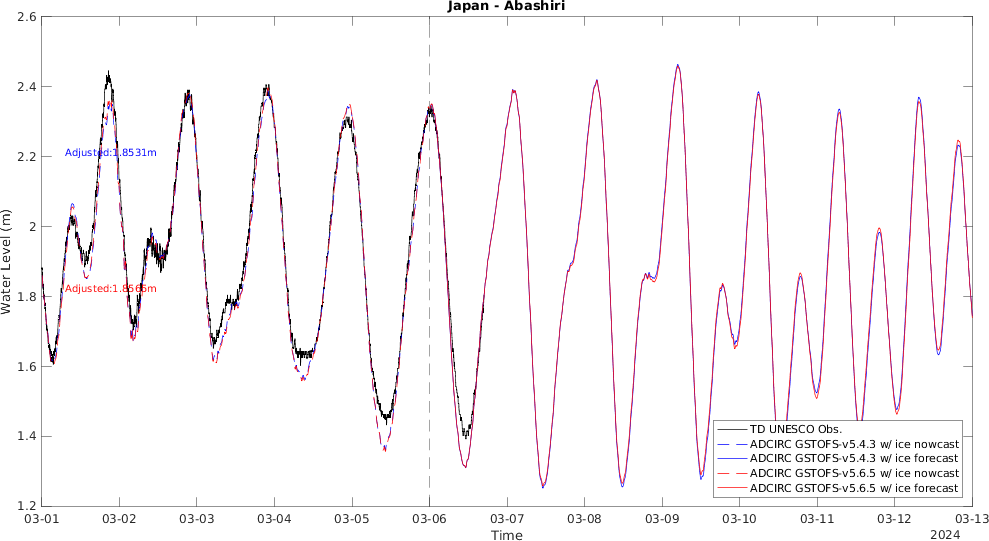 Japan - Abashiri
2.6
2.4
2.2
2
1.8
1.6
1.4
1.2
Water Level (m)
Adjusted:1.8531m
Adjusted:1.8565m
TD UNESCO Obs.
ADCIRC GSTOFS-v5.4.3 w/ ice nowcast
ADCIRC GSTOFS-v5.4.3 w/ ice forecast
ADCIRC GSTOFS-v5.6.5 w/ ice nowcast
ADCIRC GSTOFS-v5.6.5 w/ ice forecast
03-01 03-02 03-03 03-04 03-05 03-06 03-07 03-08 03-09 03-10 03-11 03-12 03-13
Time
2024